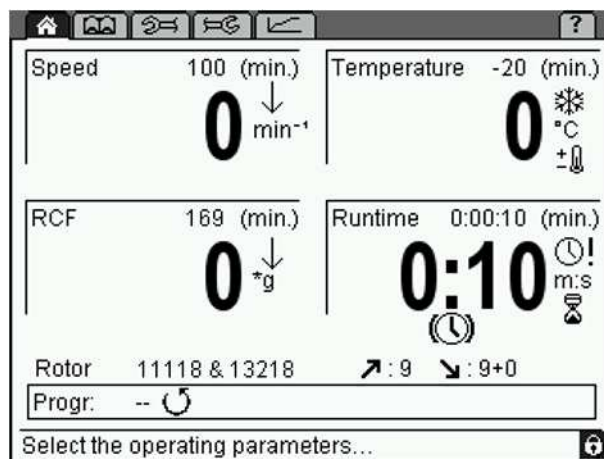 ?
Speed 100 (min.)
0 min⁻¹
Temperature -20 (min.)
0 °C
±
RCF 169 (min.)
0 *g
Runtime 0:00:10 (min.)
0:10 ! m:s
Rotor 11118 & 13218 ↗ : 9 ↘ : 9+0
Progr: --
Select the operating parameters...